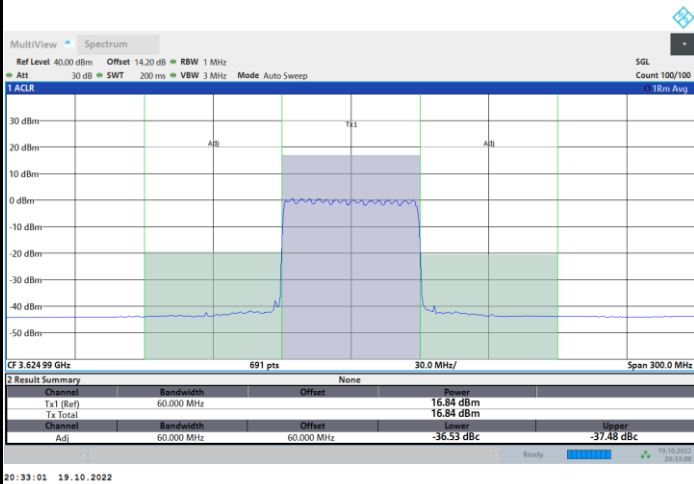 MultiView Spectrum
Ref Level 40.00 dBm Offset 14.20 dB RBW 1 MHz SGL
Att 30 dB SWT 200 ms VBW 3 MHz Mode Auto Sweep Count 100/100
1 ACLR 1Rm Avg
30 dBm
Tx1
20 dBm Adj Adj
10 dBm
0 dBm
-10 dBm
-20 dBm
-30 dBm
-40 dBm
-50 dBm
CF 3.624 99 GHz 691 pts 30.0 MHz/ Span 300.0 MHz
2 Result Summary None
Channel Bandwidth Offset Power
Tx1 (Ref) 60.000 MHz 16.84 dBm
Tx Total 16.84 dBm
Channel Bandwidth Offset Lower Upper
Adj 60.000 MHz 60.000 MHz -36.53 dBc -37.48 dBc
Ready 19.10.2022
20:33:00
20:33:01 19.10.2022